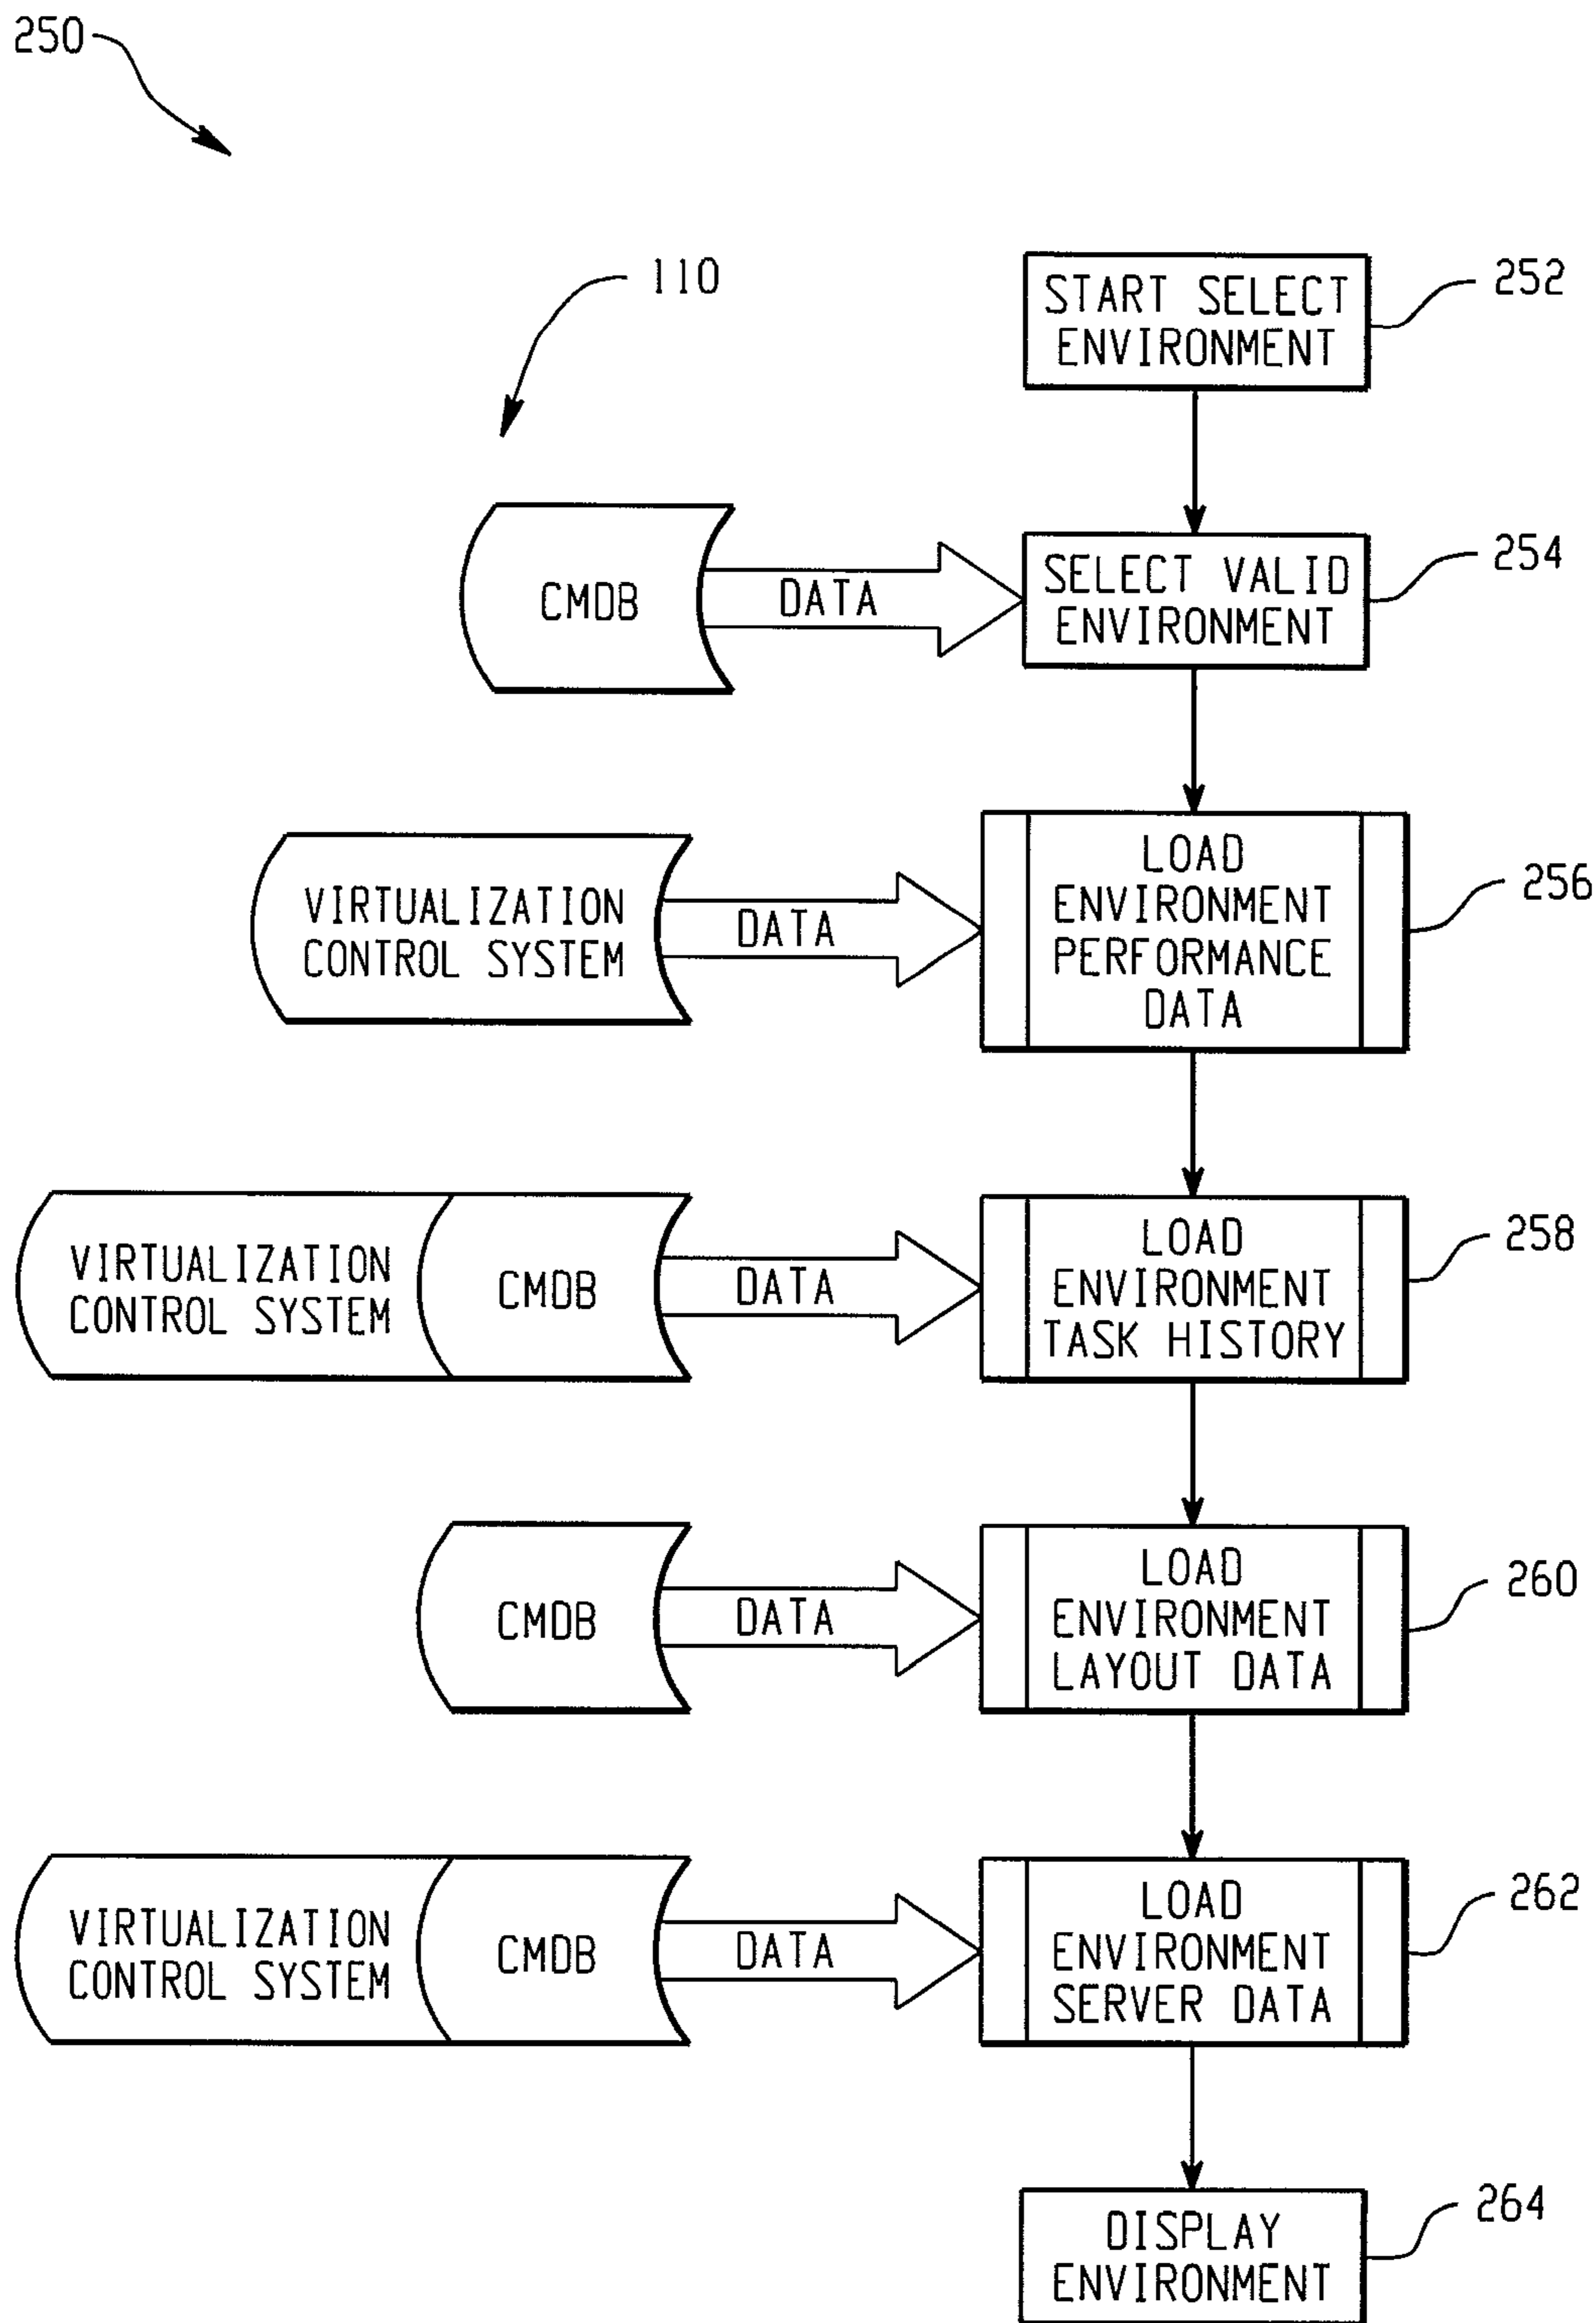 250
110
START SELECT
ENVIRONMENT
252
CMDB
DATA
SELECT VALID
ENVIRONMENT
254
VIRTUALIZATION
CONTROL SYSTEM
DATA
LOAD
ENVIRONMENT
PERFORMANCE
DATA
256
VIRTUALIZATION
CONTROL SYSTEM
CMDB
DATA
LOAD
ENVIRONMENT
TASK HISTORY
258
CMDB
DATA
LOAD
ENVIRONMENT
LAYOUT DATA
260
VIRTUALIZATION
CONTROL SYSTEM
CMDB
DATA
LOAD
ENVIRONMENT
SERVER DATA
262
DISPLAY
ENVIRONMENT
264